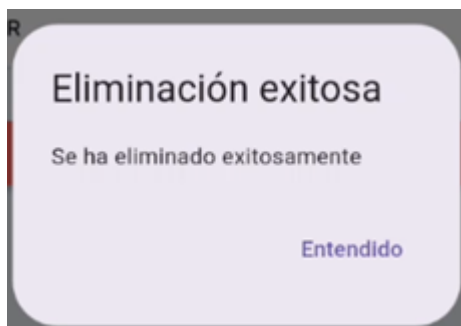 R
Eliminación exitosa
Se ha eliminado exitosamente
Entendido